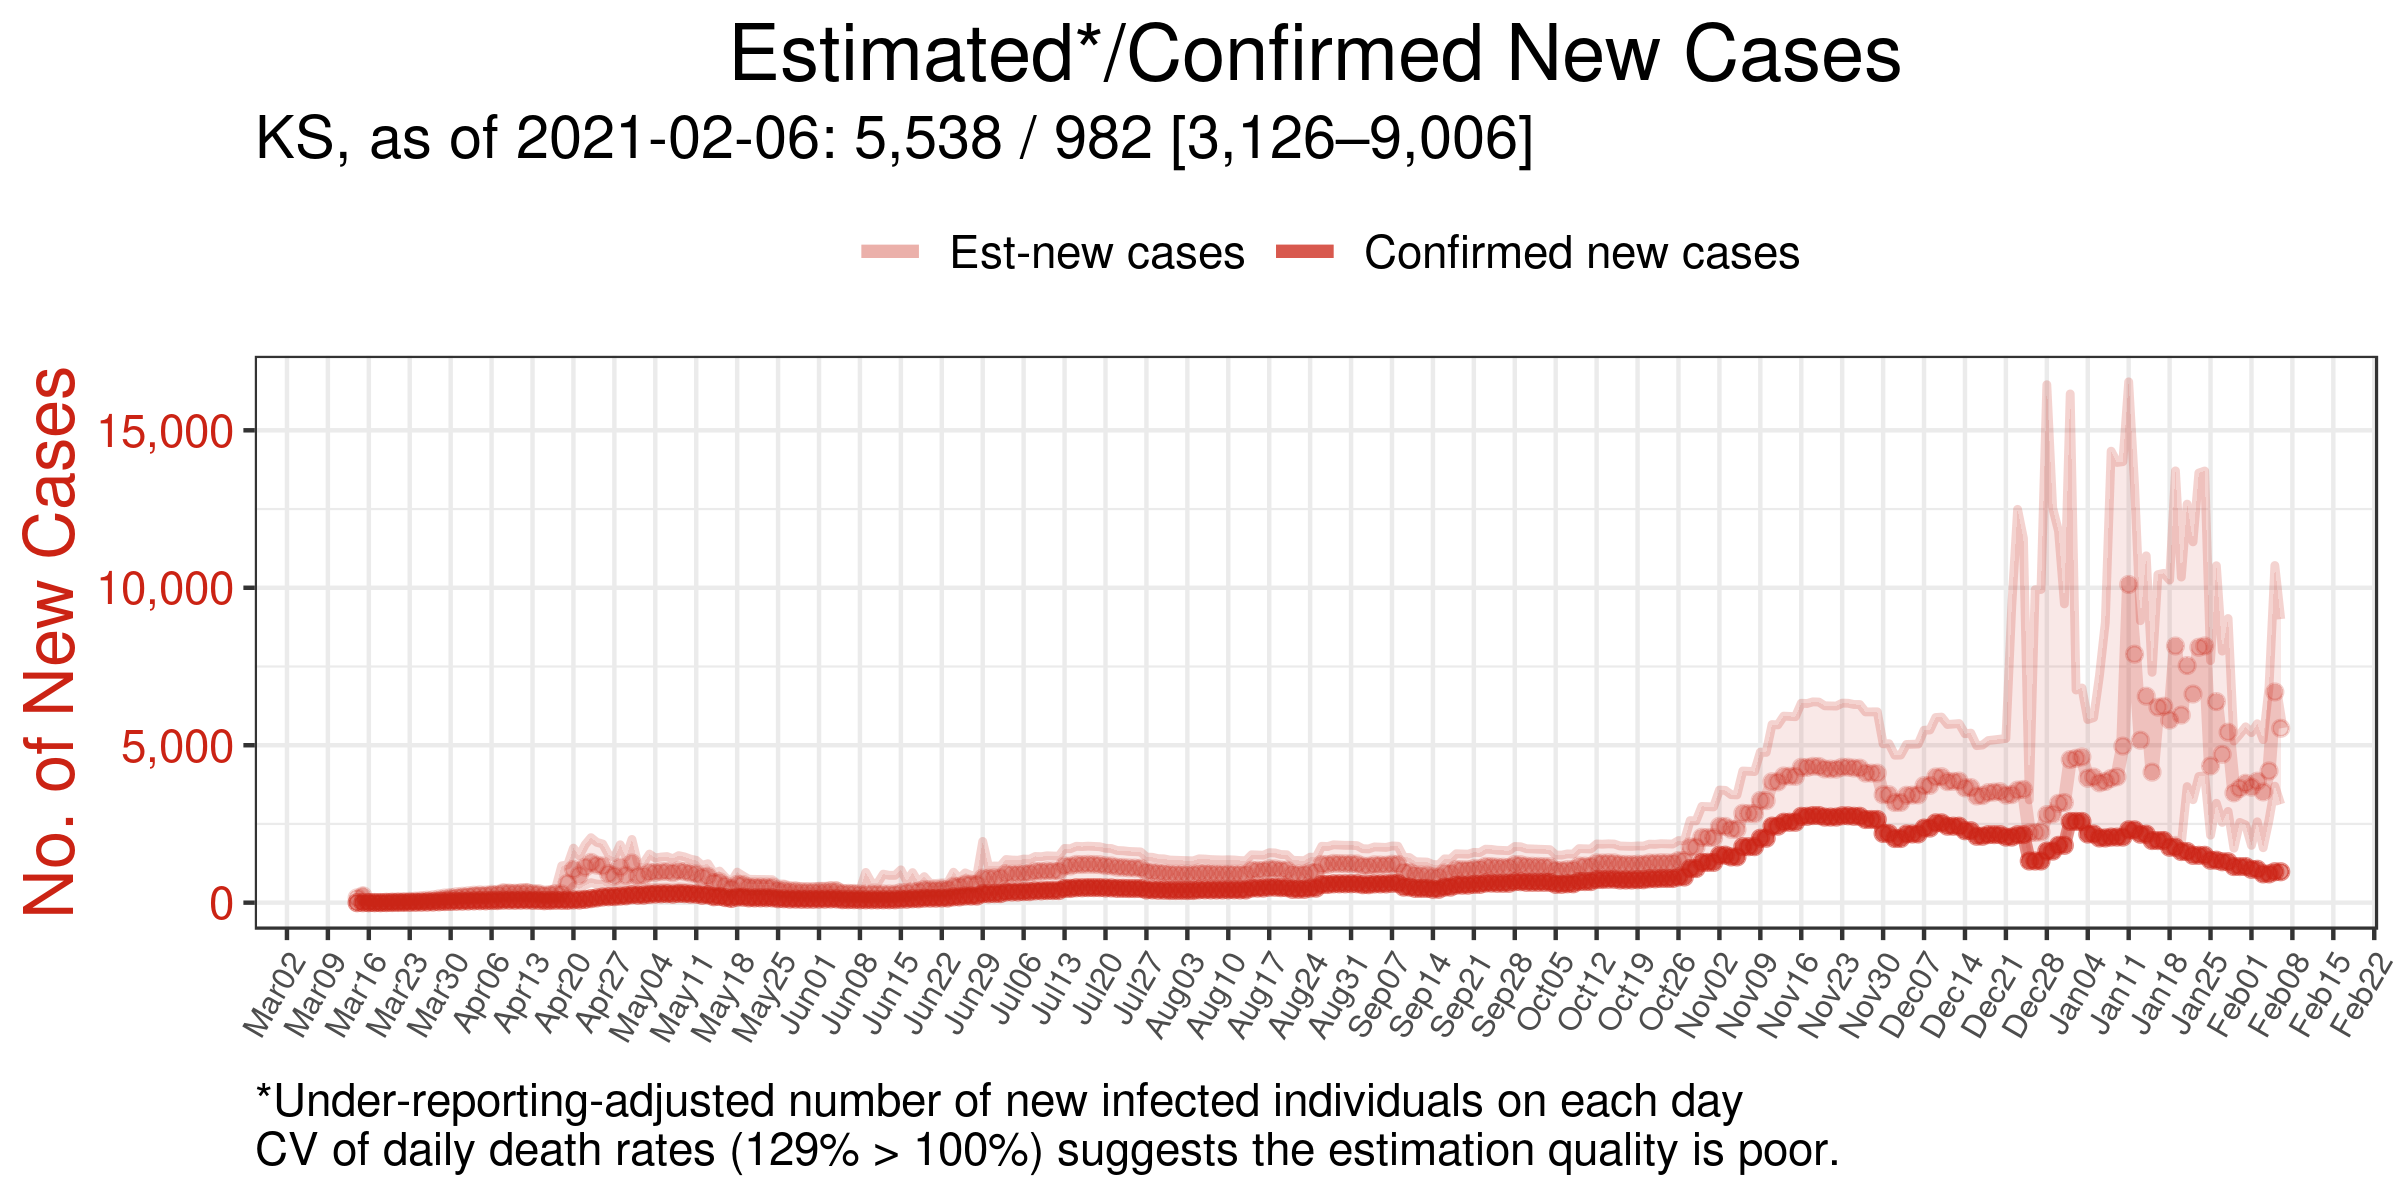 Estimated*/Confirmed New Cases
KS, as of 2021-02-06: 5,538 / 982 [3,126–9,006]
Est-new cases Confirmed new cases
No. of New Cases
15,000
10,000
5,000
0
Mar02 Mar09 Mar16 Mar23 Mar30 Apr06 Apr13 Apr20 Apr27 May04 May11 May18 May25 Jun01 Jun08 Jun15 Jun22 Jun29 Jul06 Jul13 Jul20 Jul27 Aug03 Aug10 Aug17 Aug24 Aug31 Sep07 Sep14 Sep21 Sep28 Oct05 Oct12 Oct19 Oct26 Nov02 Nov09 Nov16 Nov23 Nov30 Dec07 Dec14 Dec21 Dec28 Jan04 Jan11 Jan18 Jan25 Feb01 Feb08 Feb15 Feb22
*Under-reporting-adjusted number of new infected individuals on each day
CV of daily death rates (129% > 100%) suggests the estimation quality is poor.